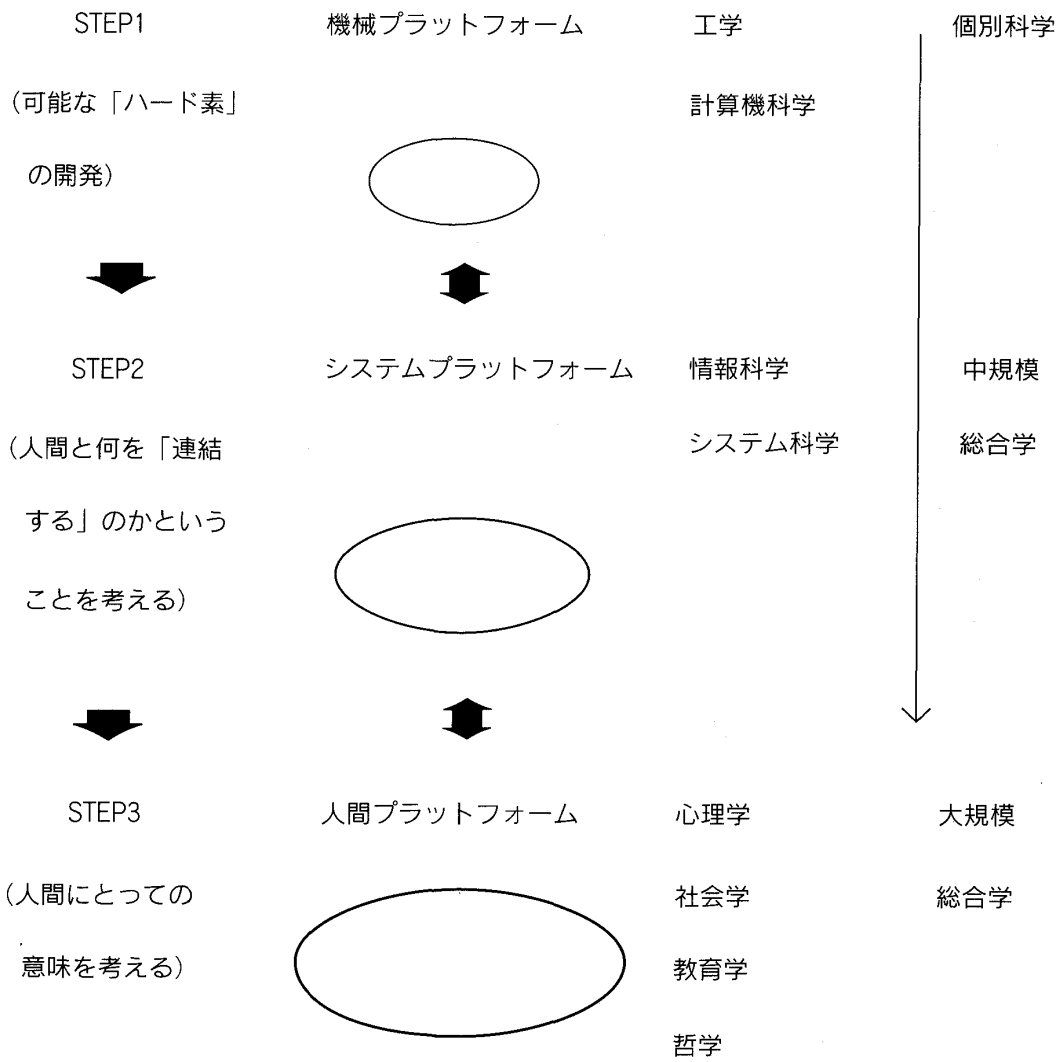 STEP1 機械プラットフォーム 工学 個別科学
(可能な「ハード素」 計算機科学
の開発)
STEP2 システムプラットフォーム 情報科学 中規模
(人間と何を「連結 システム科学 総合学
する」のかという
ことを考える)
STEP3 人間プラットフォーム 心理学 大規模
(人間にとっての 社会学 総合学
意味を考える) 教育学
哲学